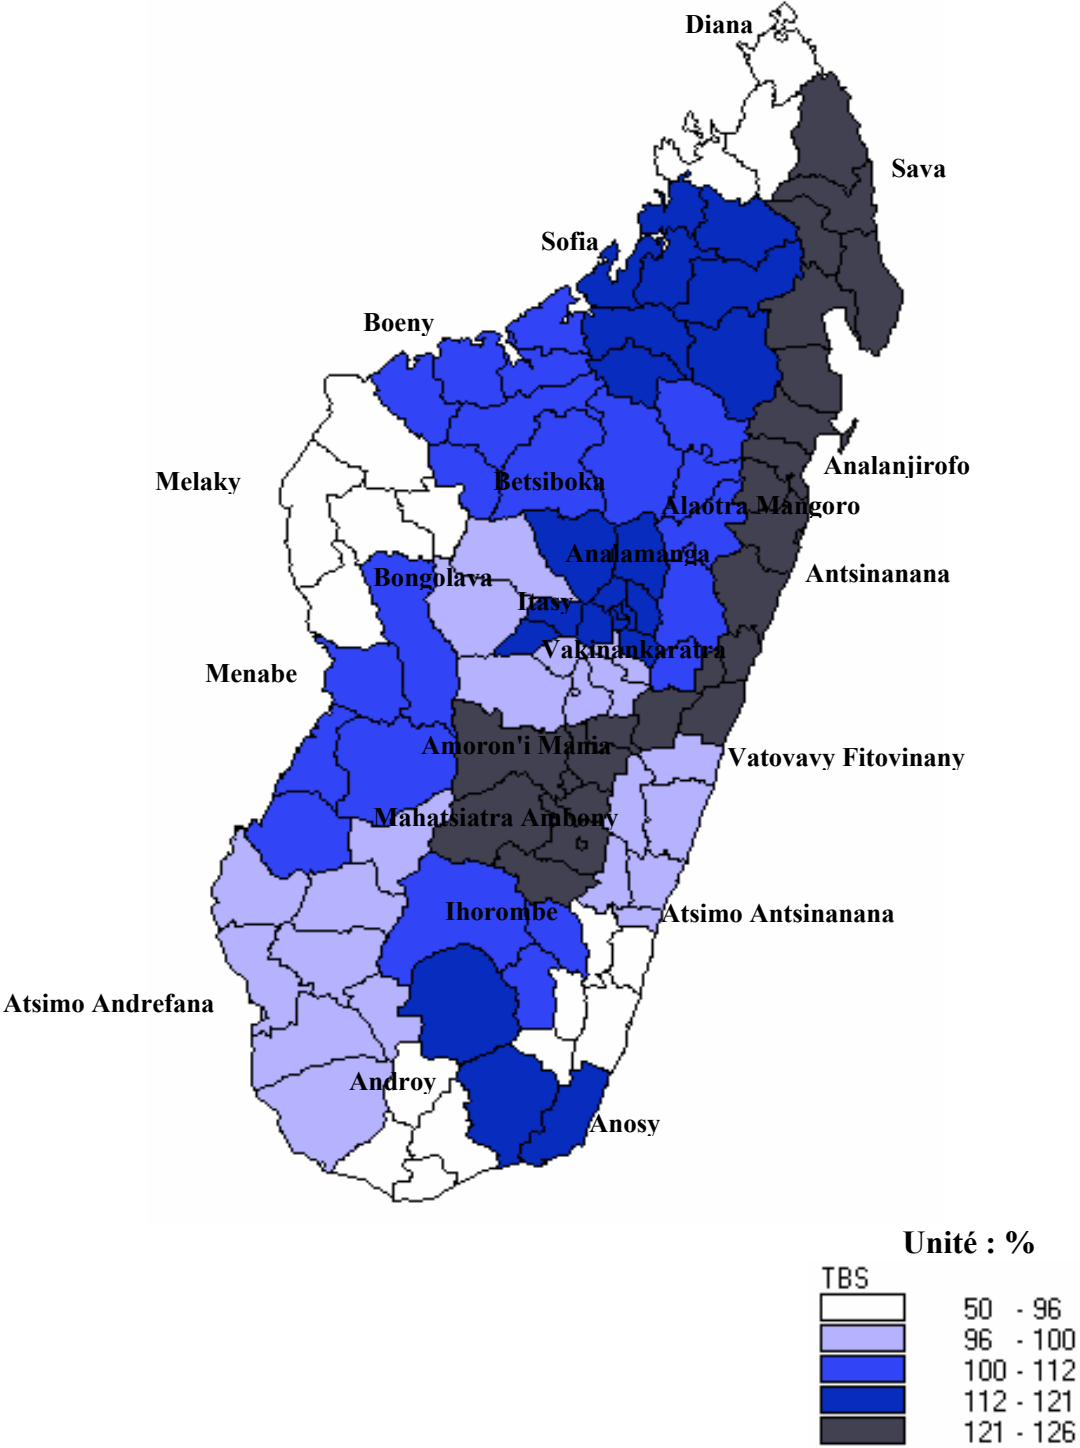 Diana
Sava
Sofia
Boeny
Analanjirofo
Melaky
Betsiboka
Alaotra Mangoro
Analamanga
Antsinanana
Bongolava
Itasy
Vakinankaratra
Menabe
Amoron'i Mania
Vatovavy Fitovinany
Mahatsiatra Ambony
Ihorombe
Atsimo Antsinanana
Atsimo Andrefana
Androy
Anosy
Unité : %
TBS
50 - 96
96 - 100
100 - 112
112 - 121
121 - 126